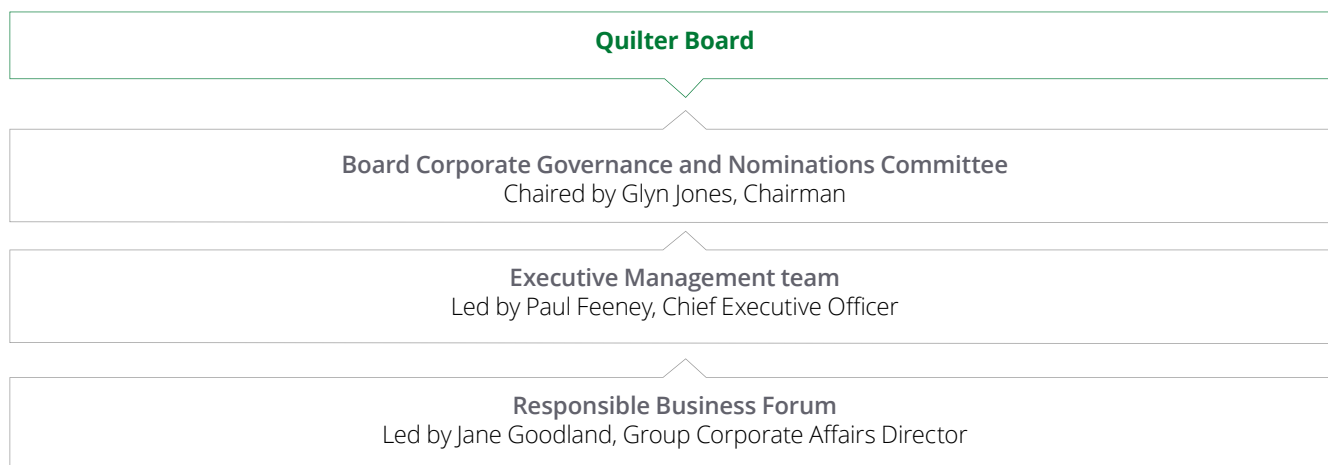 Quilter Board
Board Corporate Governance and Nominations Committee
Chaired by Glyn Jones, Chairman
Executive Management team
Led by Paul Feeney, Chief Executive Officer
Responsible Business Forum
Led by Jane Goodland, Group Corporate Affairs Director